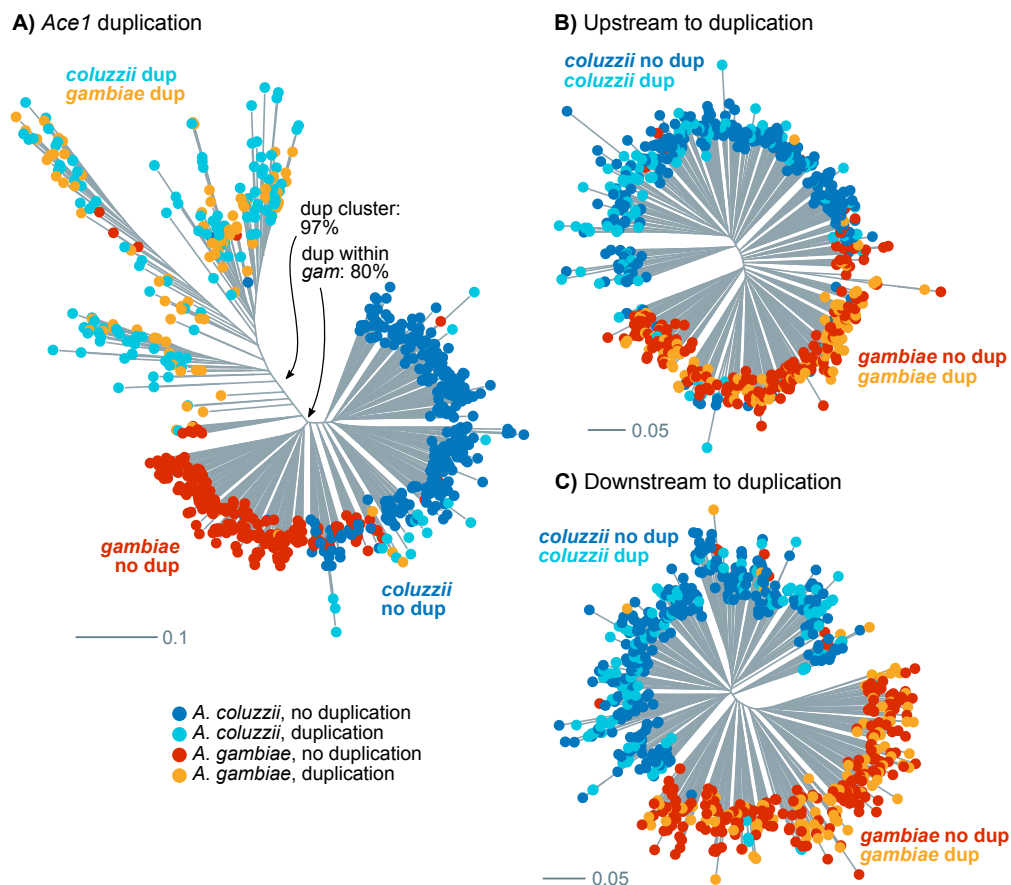 A) Ace1 duplication
coluzzii dup
gambiae dup
dup cluster:
97%
dup within
gam: 80%
gambiae
no dup
coluzzii
no dup
0.1
A. coluzzii, no duplication
A. coluzzii, duplication
A. gambiae, no duplication
A. gambiae, duplication
B) Upstream to duplication
coluzzii no dup
coluzzii dup
gambiae no dup
gambiae dup
0.05
C) Downstream to duplication
coluzzii no dup
coluzzii dup
gambiae no dup
gambiae dup
0.05